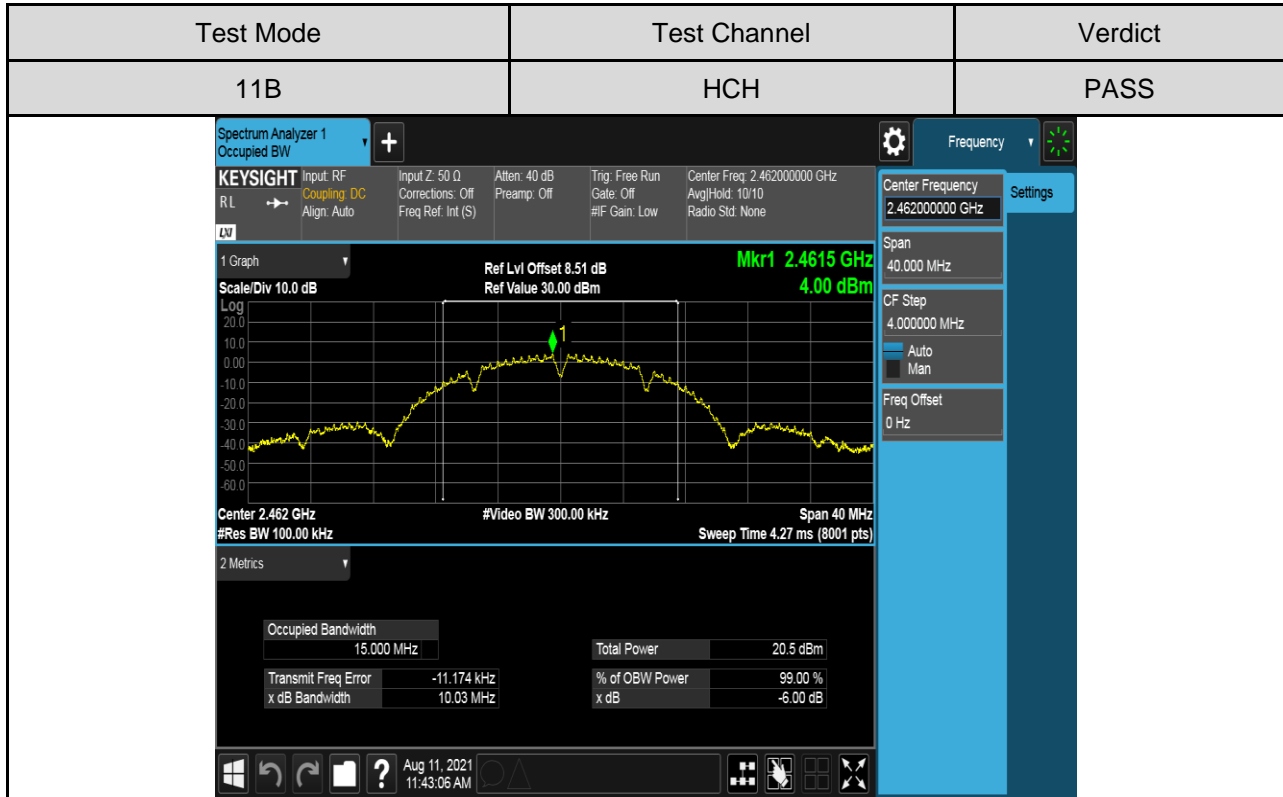 Test Mode Test Channel Verdict
11B HCH PASS
Spectrum Analyzer 1
Occupied BW
+
Frequency
KEYSIGHT Input: RF Input Z: 50 Ω Atten: 40 dB Trig: Free Run Center Freq: 2.462000000 GHz
RL Coupling: DC Corrections: Off Preamp: Off Gate: Off Avg|Hold: 10/10
Align: Auto Freq Ref: Int (S) #IF Gain: Low Radio Std: None
LXI
Center Frequency
2.462000000 GHz
Settings
Span
40.000 MHz
CF Step
4.000000 MHz
Auto
Man
Freq Offset
0 Hz
1 Graph Ref Lvl Offset 8.51 dB Mkr1 2.4615 GHz
Scale/Div 10.0 dB Ref Value 30.00 dBm 4.00 dBm
Log
20.0
10.0
0.00
-10.0
-20.0
-30.0
-40.0
-50.0
-60.0
1
Center 2.462 GHz #Video BW 300.00 kHz Span 40 MHz
#Res BW 100.00 kHz Sweep Time 4.27 ms (8001 pts)
2 Metrics
Occupied Bandwidth
15.000 MHz Total Power 20.5 dBm
Transmit Freq Error -11.174 kHz % of OBW Power 99.00 %
x dB Bandwidth 10.03 MHz x dB -6.00 dB
? Aug 11, 2021
11:43:06 AM